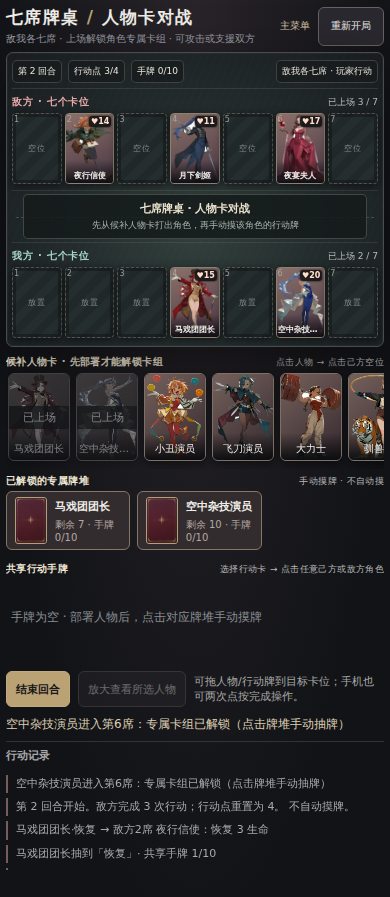 七席牌桌 / 人物卡对战
敌我各七席 · 上场解锁角色专属卡组 · 可攻击或支援双方
主菜单
重新开局
第 2 回合
行动点 3/4
手牌 0/10
敌我各七席 · 玩家行动
敌方 · 七个卡位
已上场 3 / 7
1 空位
2 ♥14 夜行信使
3 空位
♥11 月下剑姬
5 空位
♥17 夜宴夫人
7 空位
七席牌桌 · 人物卡对战
先从候补人物卡打出角色，再手动摸该角色的行动牌
我方 · 七个卡位
已上场 2 / 7
1 放置
2 放置
3 放置
♥15 马戏团团长
5 放置
♥20 空中杂技...
7 放置
候补人物卡 · 先部署才能解锁卡组
点击人物 → 点击己方空位
已上场 马戏团团长
已上场 空中杂技...
小丑演员
飞刀演员
大力士
驯兽
已解锁的专属牌堆
手动摸牌 · 不自动摸
马戏团团长
剩余 7 · 手牌
0/10
空中杂技演员
剩余 10 · 手牌
0/10
共享行动手牌
选择行动卡 → 点击任意己方或敌方角色
手牌为空 · 部署人物后，点击对应牌堆手动摸牌
结束回合
放大查看所选人物
可拖人物/行动牌到目标卡位；手机也
可两次点按完成操作。
空中杂技演员进入第6席：专属卡组已解锁（点击牌堆手动抽牌）
行动记录
空中杂技演员进入第6席：专属卡组已解锁（点击牌堆手动抽牌）
第 2 回合开始。敌方完成 3 次行动；行动点重置为 4。 不自动摸牌。
马戏团团长·恢复 → 敌方2席 夜行信使：恢复 3 生命
马戏团团长抽到「恢复」· 共享手牌 1/10